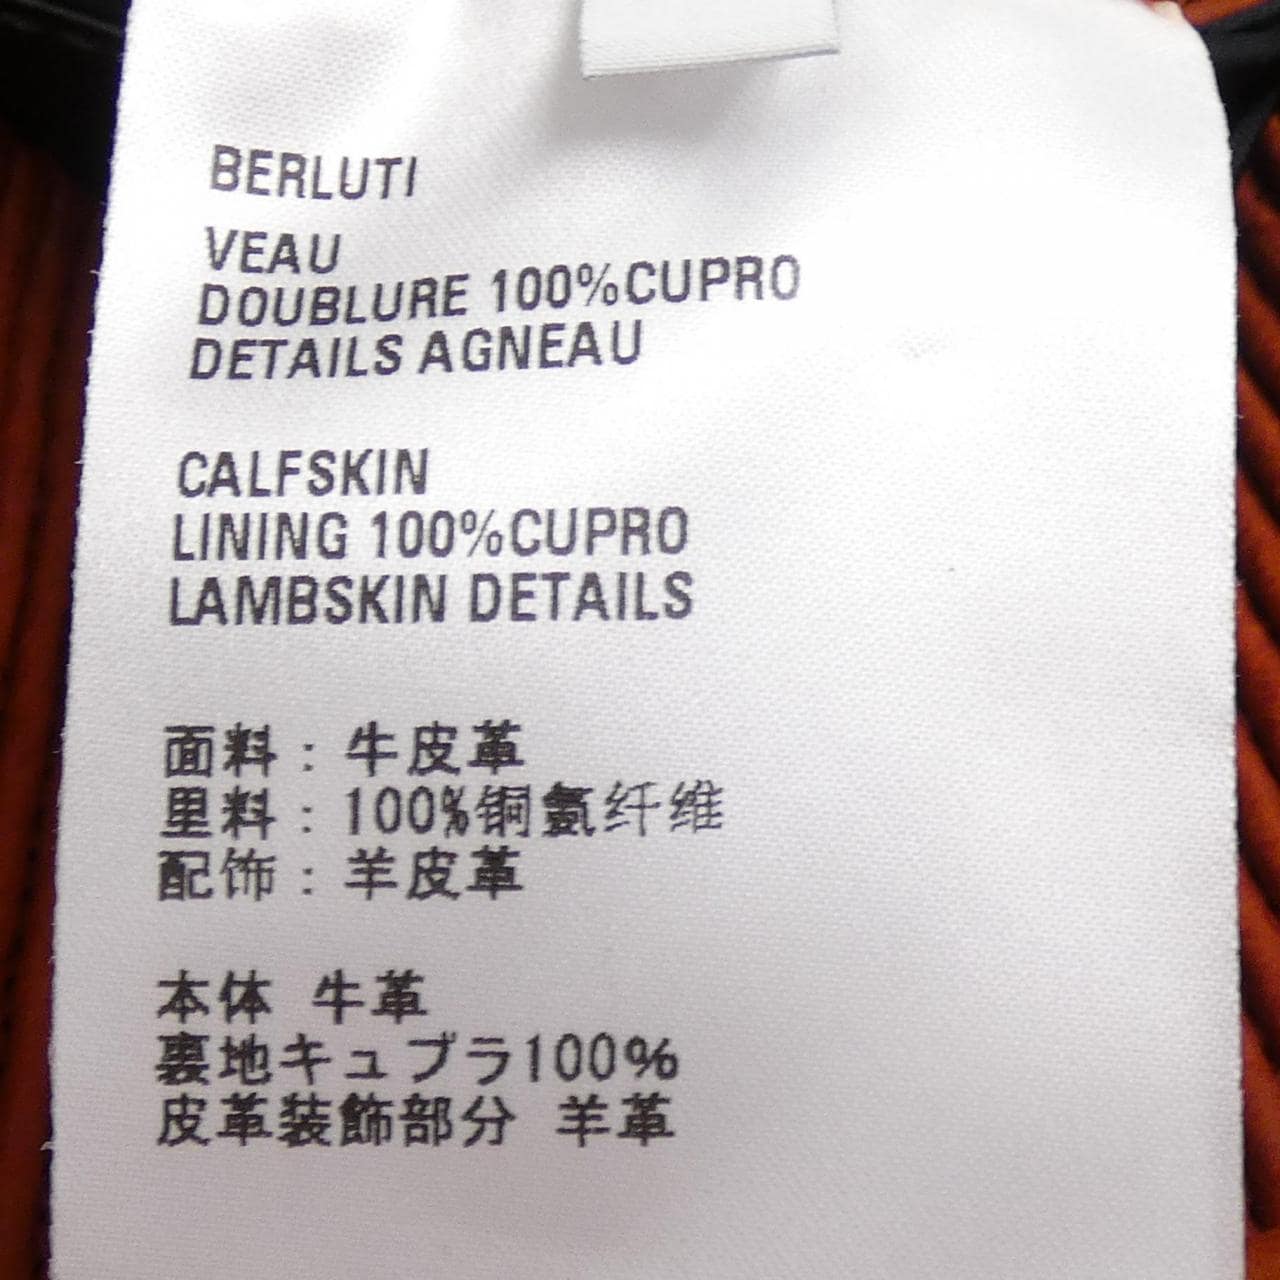 BERLUTI
VEAU
DOUBLURE 100%CUPRO
DETAILS AGNEAU
CALFSKIN
LINING 100%CUPRO
LAMBSKIN DETAILS
面料：牛皮革
里料：100%铜氨纤维
配饰：羊皮革
本体 牛革
裏地キュプラ100%
皮革装飾部分 羊革